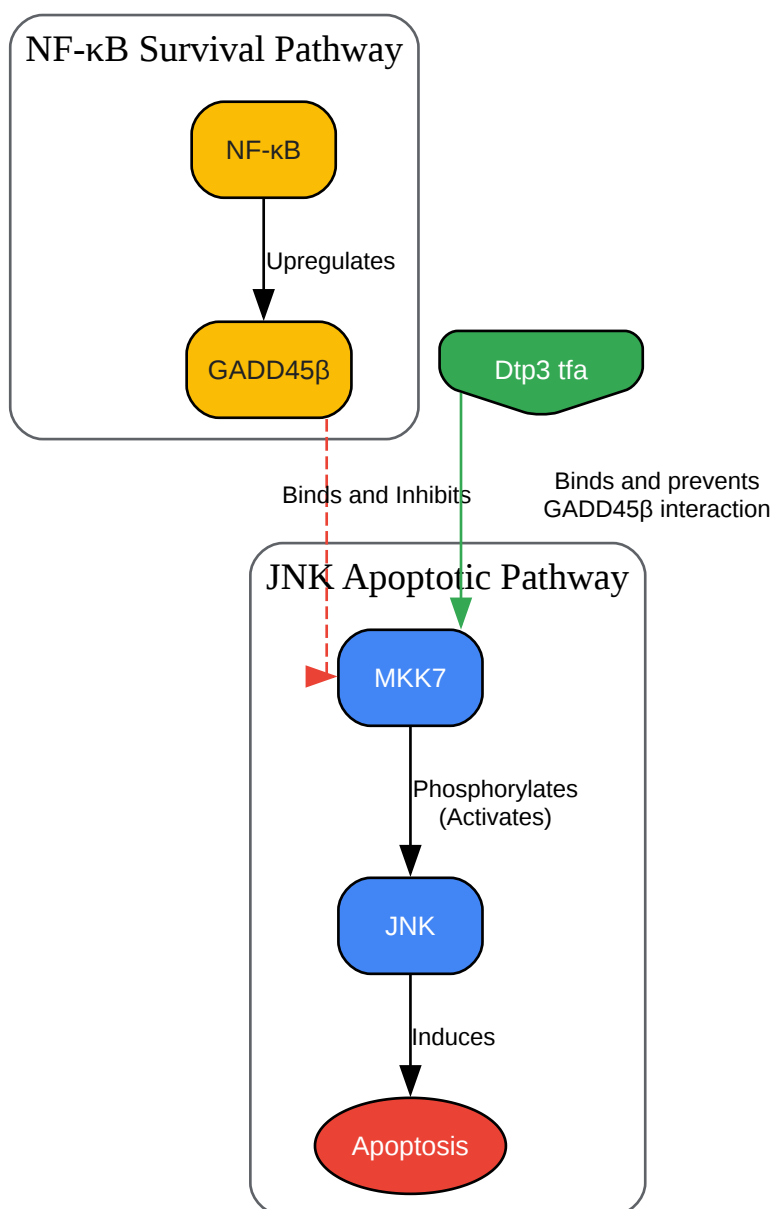 NF-κB Survival Pathway
NF-κB
Upregulates
GADD45β
Dtp3 tfa
Binds and Inhibits
Binds and prevents
GADD45β interaction
JNK Apoptotic Pathway
MKK7
Phosphorylates
(Activates)
JNK
Induces
Apoptosis